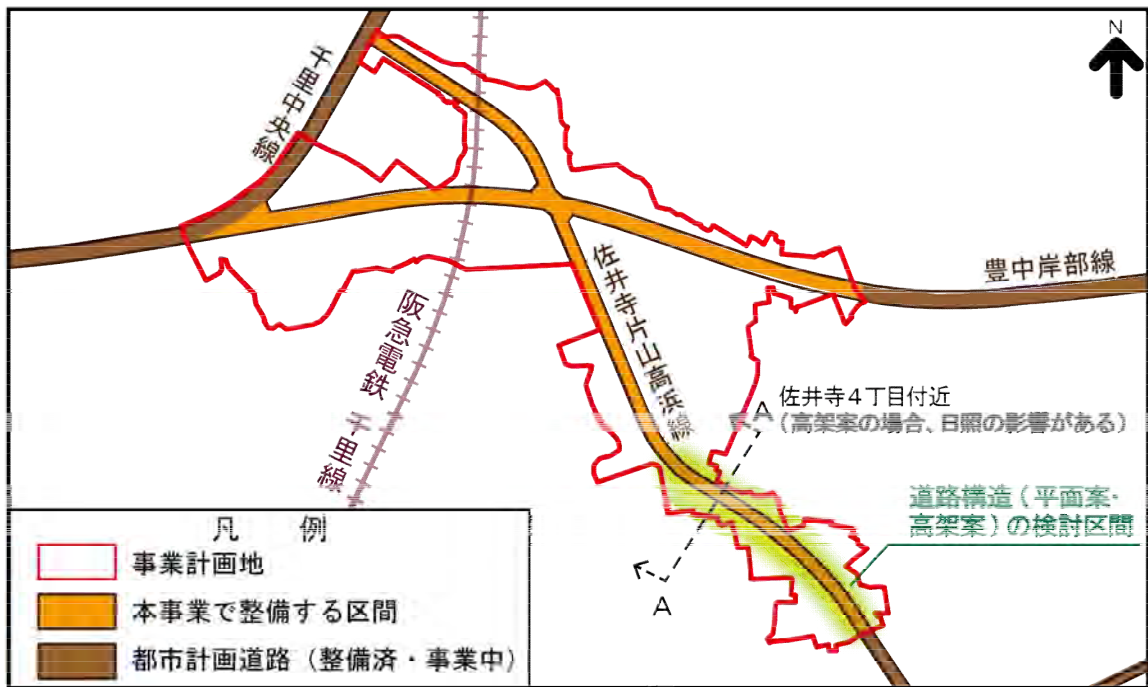 N
千里中央線
豊中岸部線
佐井寺片山高浜線
阪急電鉄 千里線
A 佐井寺4丁目付近
(高架案の場合、日照の影響がある)
道路構造(平面案・
高架案)の検討区間
A
凡 例
事業計画地
本事業で整備する区間
都市計画道路(整備済・事業中)